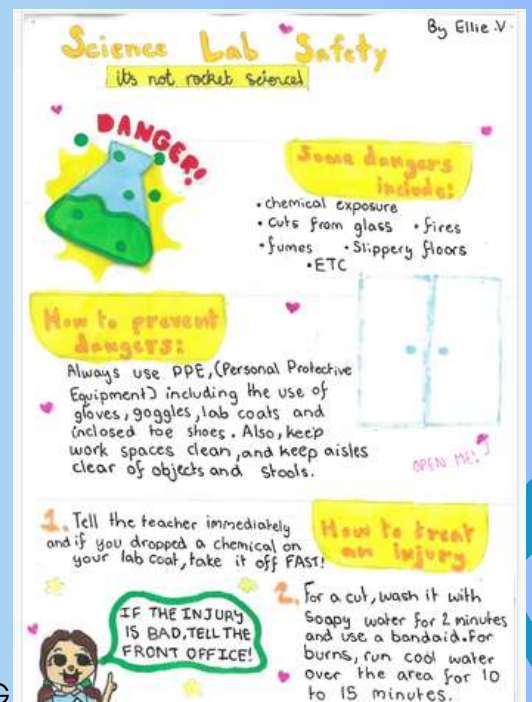 By Ellie.V.
Science Lab Safety
it's not rocket science!
DANGER!
Some dangers
include:
• chemical exposure
• cuts from glass • fires
• fumes • Slippery floors
• ETC
How to prevent
dangers:
Always use PPE,(Personal Protective
Equipment) including the use of
gloves, goggles, lab coats and
inclosed toe shoes. Also, keep
work spaces clean, and keep aisles
clear of objects and stools.
OPEN ME!
1. Tell the teacher immediately
and if you dropped a chemical on
your lab coat, take it off FAST!
How to treat
an injury
IF THE INJURY
IS BAD, TELL THE
FRONT OFFICE!
2. For a cut, wash it with
Soapy water for 2 minutes
and use a bandaid. For
burns, run cool water
over the area for 10
to 15 minutes.
G